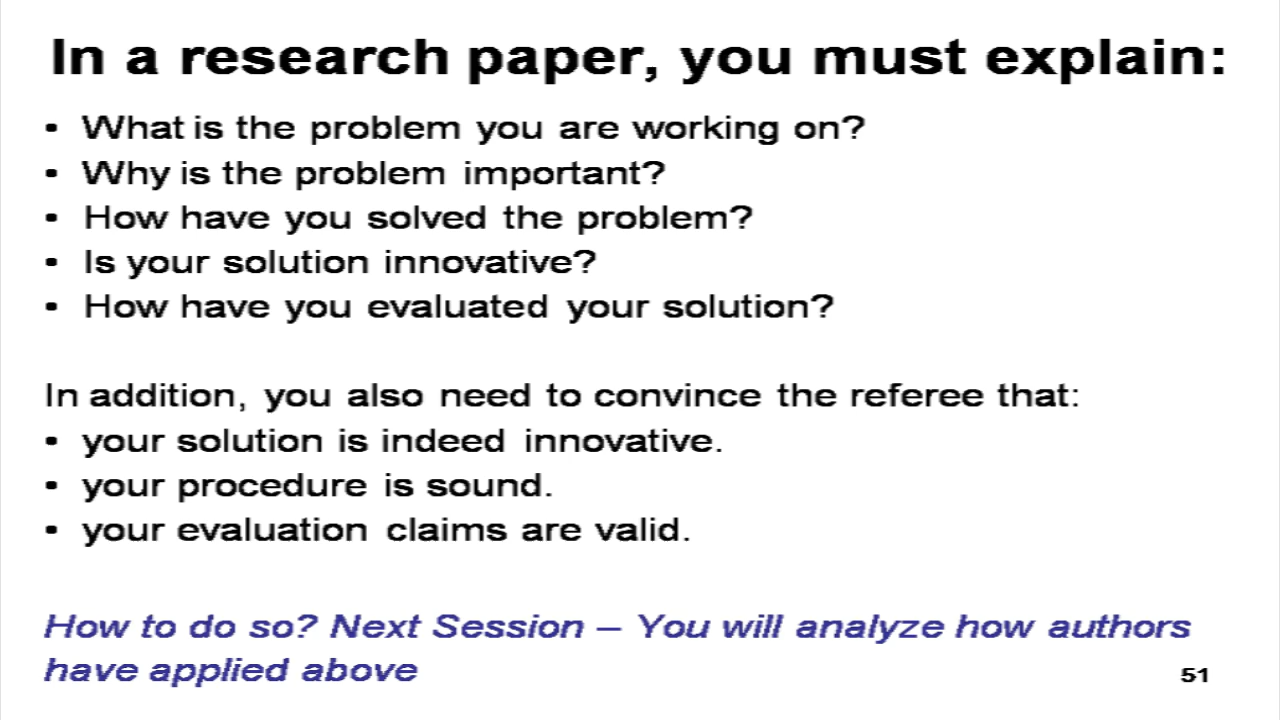 In a research paper, you must explain:
• What is the problem you are working on?
• Why is the problem important?
• How have you solved the problem?
• Is your solution innovative?
• How have you evaluated your solution?
In addition, you also need to convince the referee that:
• your solution is indeed innovative.
• your procedure is sound.
• your evaluation claims are valid.
How to do so? Next Session – You will analyze how authors
have applied above
51